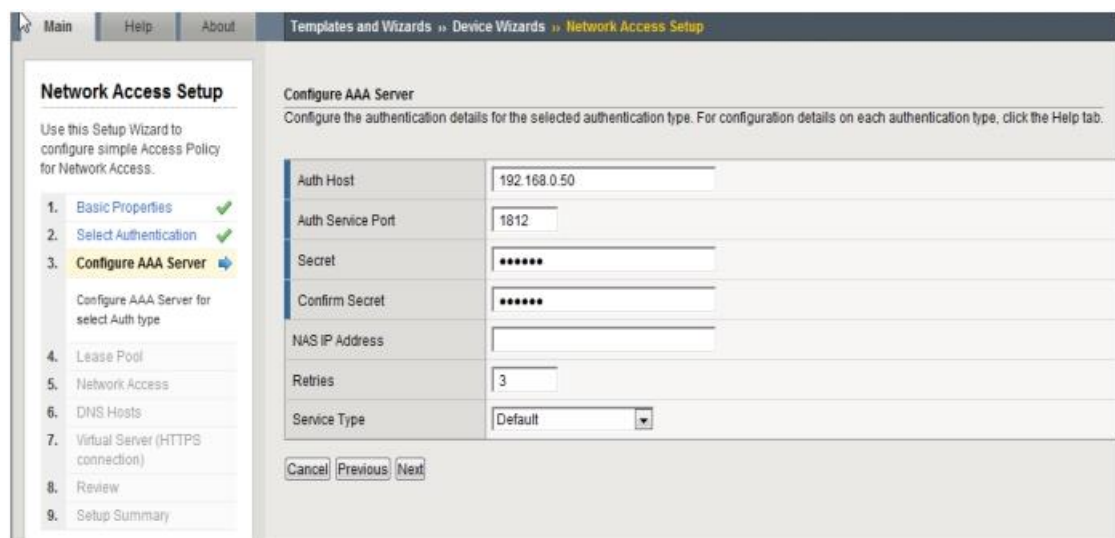 Main
Help
About
Templates and Wizards » Device Wizards » Network Access Setup
Network Access Setup
Use this Setup Wizard to
configure simple Access Policy
for Network Access.
1. Basic Properties
2. Select Authentication
3. Configure AAA Server
Configure AAA Server for
select Auth type
4. Lease Pool
5. Network Access
6. DNS Hosts
7. Virtual Server (HTTPS
connection)
8. Review
9. Setup Summary
Configure AAA Server
Configure the authentication details for the selected authentication type. For configuration details on each authentication type, click the Help tab.
Auth Host 192.168.0.50
Auth Service Port 1812
Secret ••••••
Confirm Secret ••••••
NAS IP Address
Retries 3
Service Type Default
Cancel Previous Next